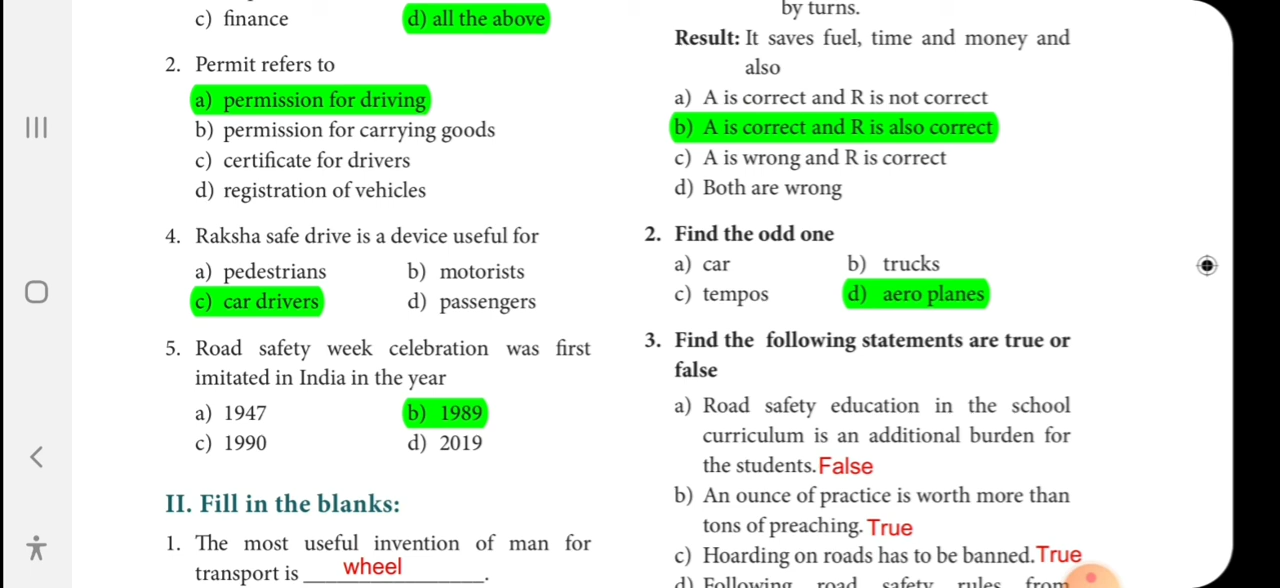 c) finance d) all the above
2. Permit refers to
a) permission for driving
b) permission for carrying goods
c) certificate for drivers
d) registration of vehicles
4. Raksha safe drive is a device useful for
a) pedestrians b) motorists
c) car drivers d) passengers
5. Road safety week celebration was first
imitated in India in the year
a) 1947 b) 1989
c) 1990 d) 2019
II. Fill in the blanks:
1. The most useful invention of man for
transport is wheel.
by turns.
Result: It saves fuel, time and money and
also
a) A is correct and R is not correct
b) A is correct and R is also correct
c) A is wrong and R is correct
d) Both are wrong
2. Find the odd one
a) car b) trucks
c) tempos d) aero planes
3. Find the following statements are true or
false
a) Road safety education in the school
curriculum is an additional burden for
the students. False
b) An ounce of practice is worth more than
tons of preaching. True
c) Hoarding on roads has to be banned. True
d) Following road safety rules from